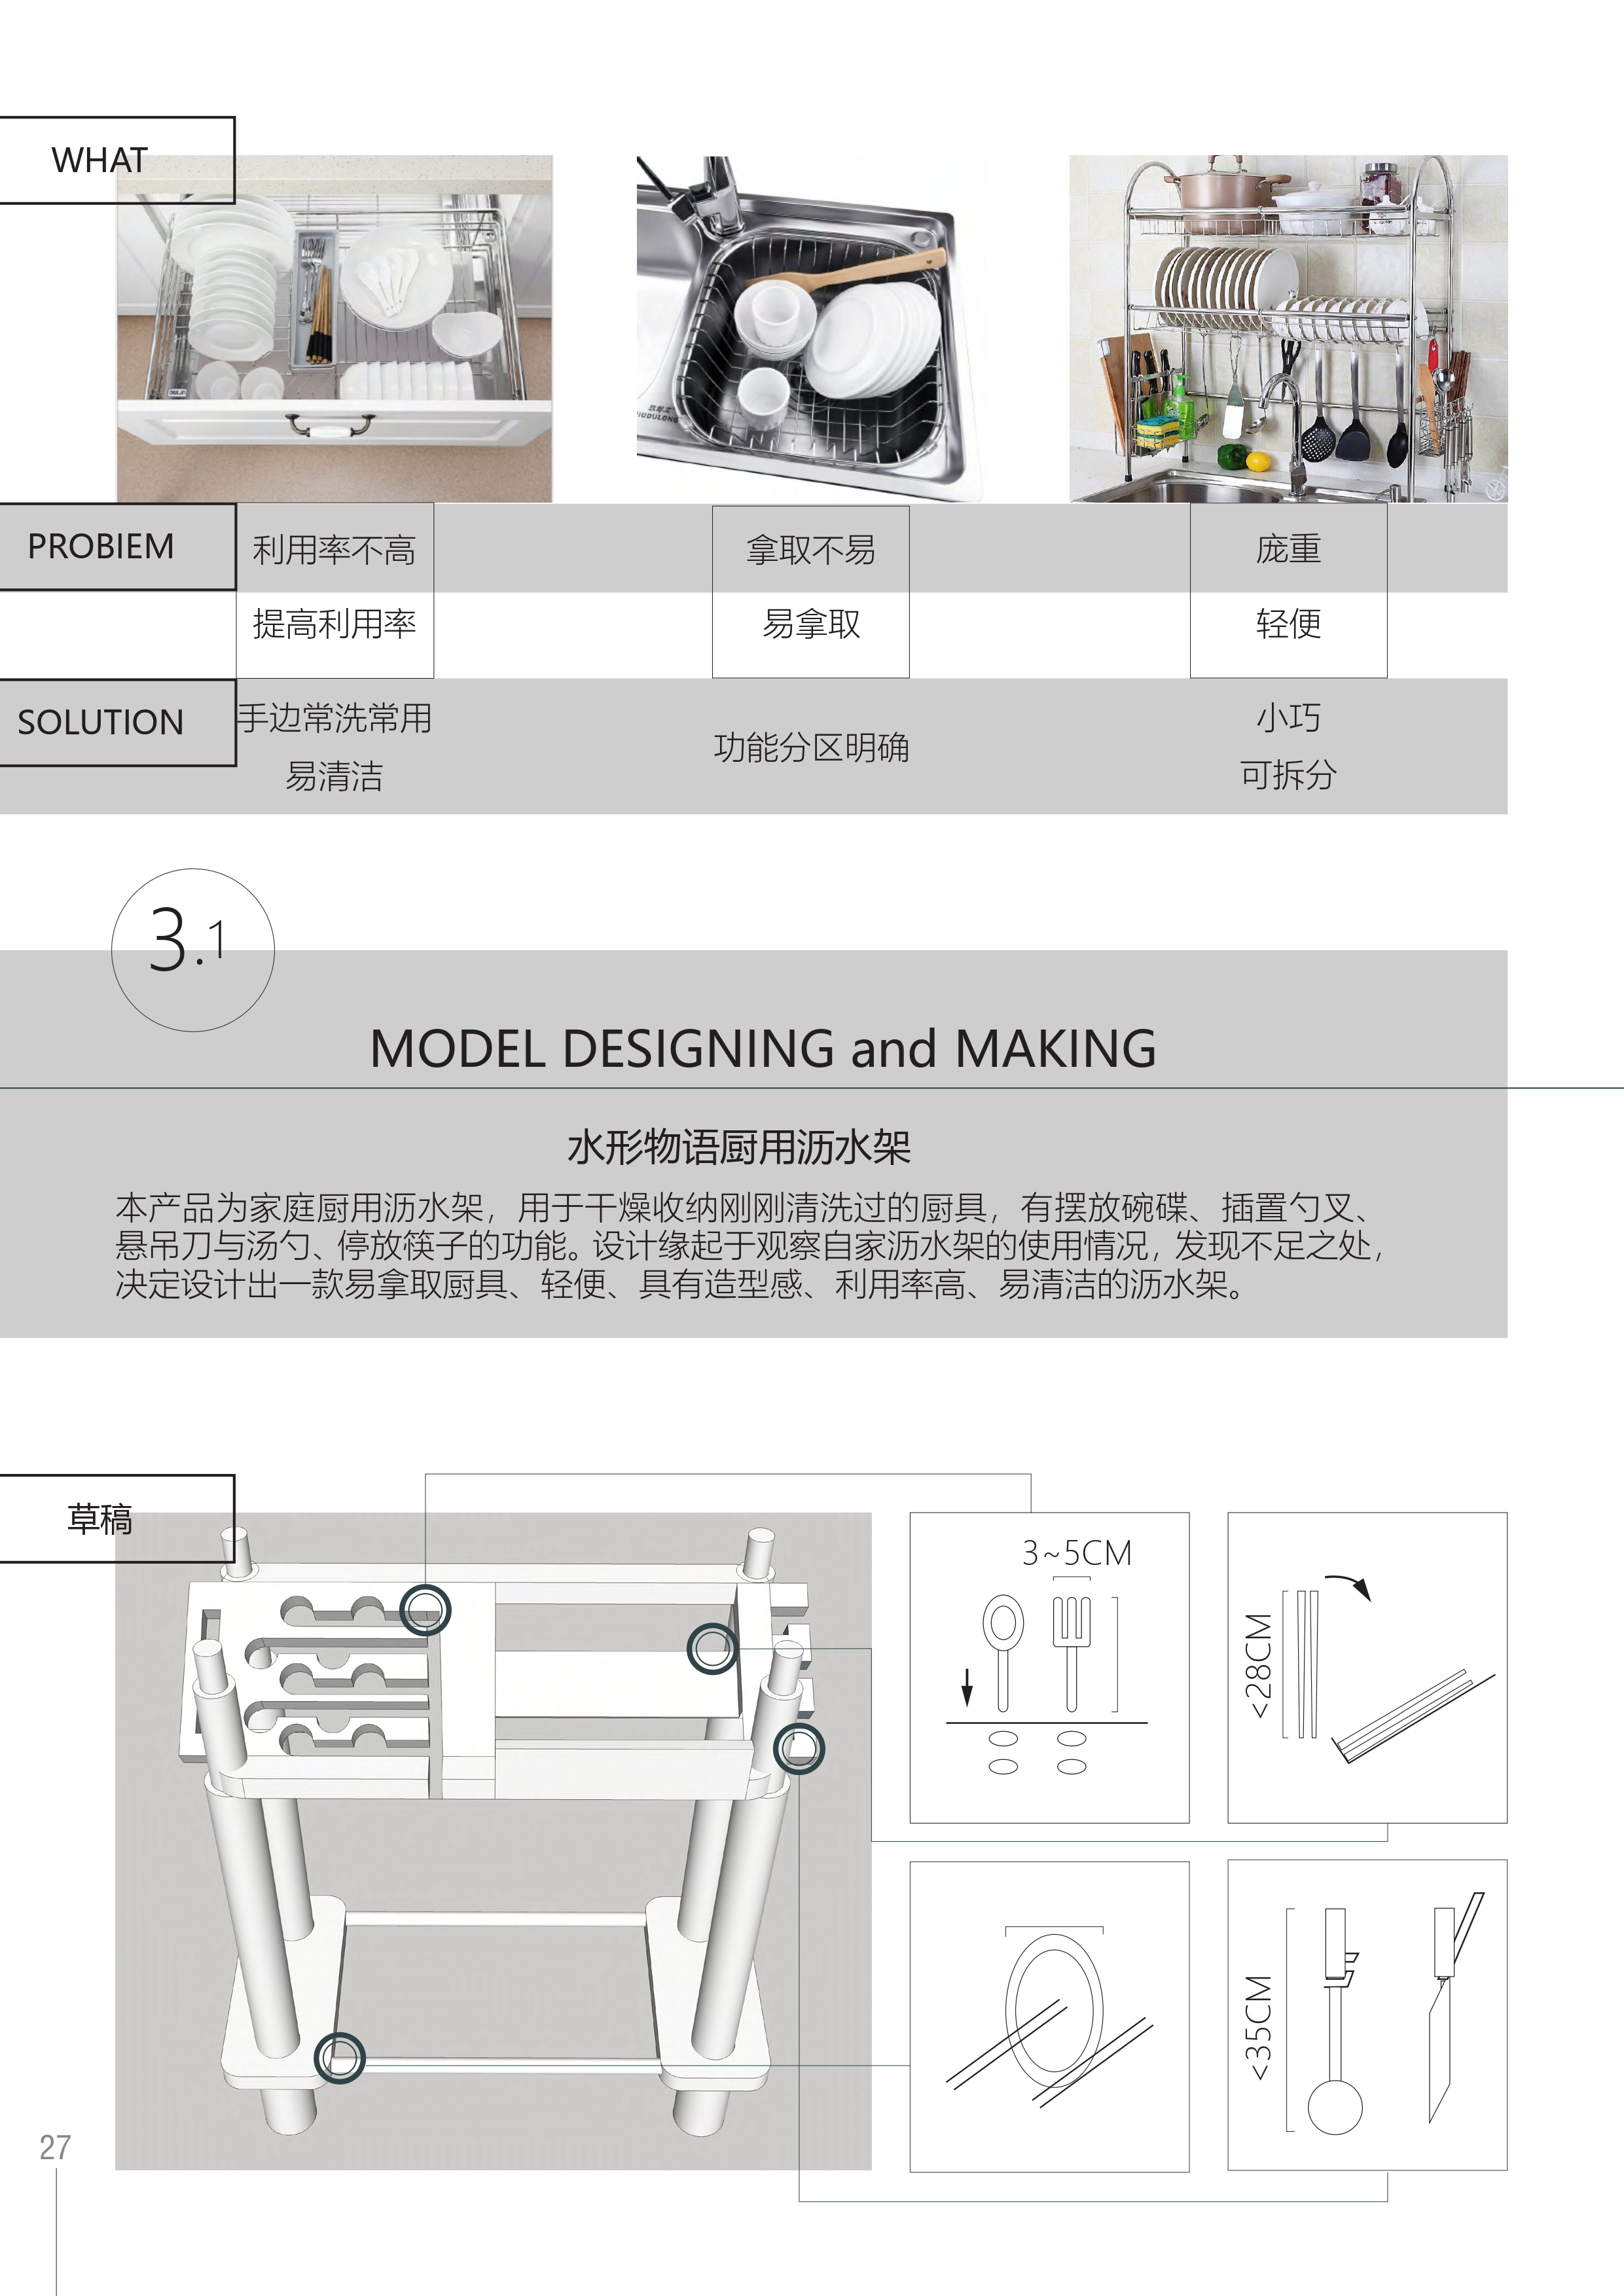 WHAT
PROBIEM
利用率不高
拿取不易
庞重
提高利用率
易拿取
轻便
SOLUTION
手边常洗常用
易清洁
功能分区明确
小巧
可拆分
3.1
MODEL DESIGNING and MAKING
水形物语厨用沥水架
本产品为家庭厨用沥水架，用于干燥收纳刚刚清洗过的厨具，有摆放碗碟、插置勺叉、
悬吊刀与汤勺、停放筷子的功能。设计缘起于观察自家沥水架的使用情况，发现不足之处，
决定设计出一款易拿取厨具、轻便、具有造型感、利用率高、易清洁的沥水架。
草稿
3~5CM
<28CM
<35CM
27